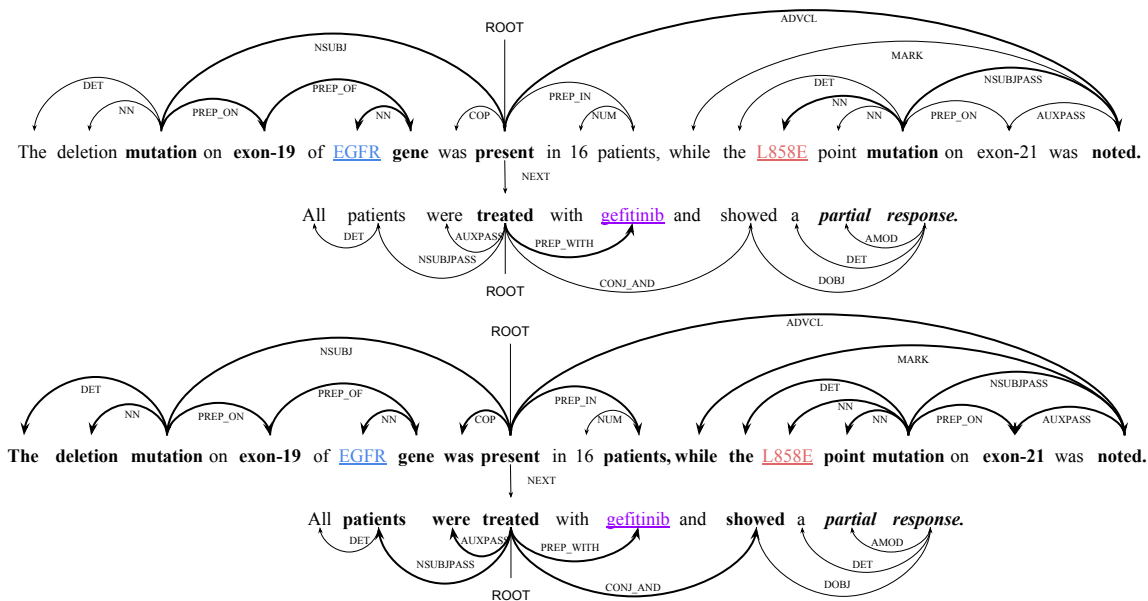 ROOT
ADVCL
NSUBJ
MARK
NSUBJPASS
DET
PREP_OF
PREP_IN
DET
NN
PREP_ON
NN
COP
NUM
NN
NN
PREP_ON
AUXPASS
The deletion mutation on exon-19 of EGFR gene was present in 16 patients, while the L858E point mutation on exon-21 was noted.
NEXT
All patients were treated with gefitinib and showed a partial response.
DET
AUXPASS
PREP_WITH
AMOD
NSUBJPASS
DET
CONJ_AND
DOBJ
ROOT
ROOT
ADVCL
NSUBJ
MARK
DET
PREP_OF
PREP_IN
DET
NSUBJPASS
NN
PREP_ON
NN
COP
NUM
NN
NN
PREP_ON
AUXPASS
The deletion mutation on exon-19 of EGFR gene was present in 16 patients, while the L858E point mutation on exon-21 was noted.
NEXT
All patients were treated with gefitinib and showed a partial response.
DET
AUXPASS
PREP_WITH
AMOD
NSUBJPASS
DET
CONJ_AND
DOBJ
ROOT